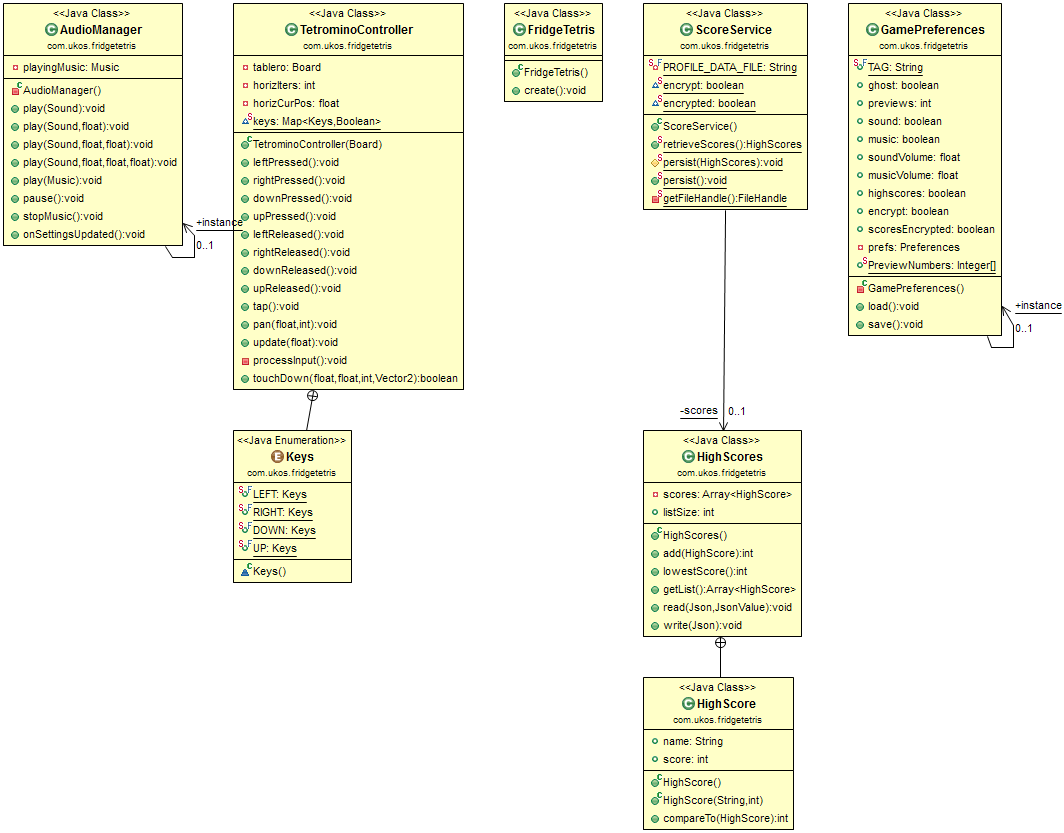 <<Java Class>>
AudioManager
com.ukos.fridgetetris
playingMusic: Music
AudioManager()
play(Sound):void
play(Sound,float):void
play(Sound,float,float):void
play(Sound,float,float,float):void
play(Music):void
pause():void
stopMusic():void
onSettingsUpdated():void
+instance
0..1
<<Java Class>>
TetrominoController
com.ukos.fridgetetris
tablero: Board
horizIters: int
horizCurPos: float
keys: Map<Keys,Boolean>
TetrominoController(Board)
leftPressed():void
rightPressed():void
downPressed():void
upPressed():void
leftReleased():void
rightReleased():void
downReleased():void
upReleased():void
tap():void
pan(float,int):void
update(float):void
processInput():void
touchDown(float,float,int,Vector2):boolean
<<Java Enumeration>>
Keys
com.ukos.fridgetetris
LEFT: Keys
RIGHT: Keys
DOWN: Keys
UP: Keys
Keys()
<<Java Class>>
FridgeTetris
com.ukos.fridgetetris
FridgeTetris()
create():void
<<Java Class>>
ScoreService
com.ukos.fridgetetris
PROFILE_DATA_FILE: String
encrypt: boolean
encrypted: boolean
ScoreService()
retrieveScores():HighScores
persist(HighScores):void
persist():void
getFileHandle():FileHandle
-scores
0..1
<<Java Class>>
HighScores
com.ukos.fridgetetris
scores: Array<HighScore>
listSize: int
HighScores()
add(HighScore):int
lowestScore():int
getList():Array<HighScore>
read(Json,JsonValue):void
write(Json):void
<<Java Class>>
HighScore
com.ukos.fridgetetris
name: String
score: int
HighScore()
HighScore(String,int)
compareTo(HighScore):int
<<Java Class>>
GamePreferences
com.ukos.fridgetetris
TAG: String
ghost: boolean
previews: int
sound: boolean
music: boolean
soundVolume: float
musicVolume: float
highscores: boolean
encrypt: boolean
scoresEncrypted: boolean
prefs: Preferences
PreviewNumbers: Integer[]
GamePreferences()
load():void
save():void
+instance
0..1